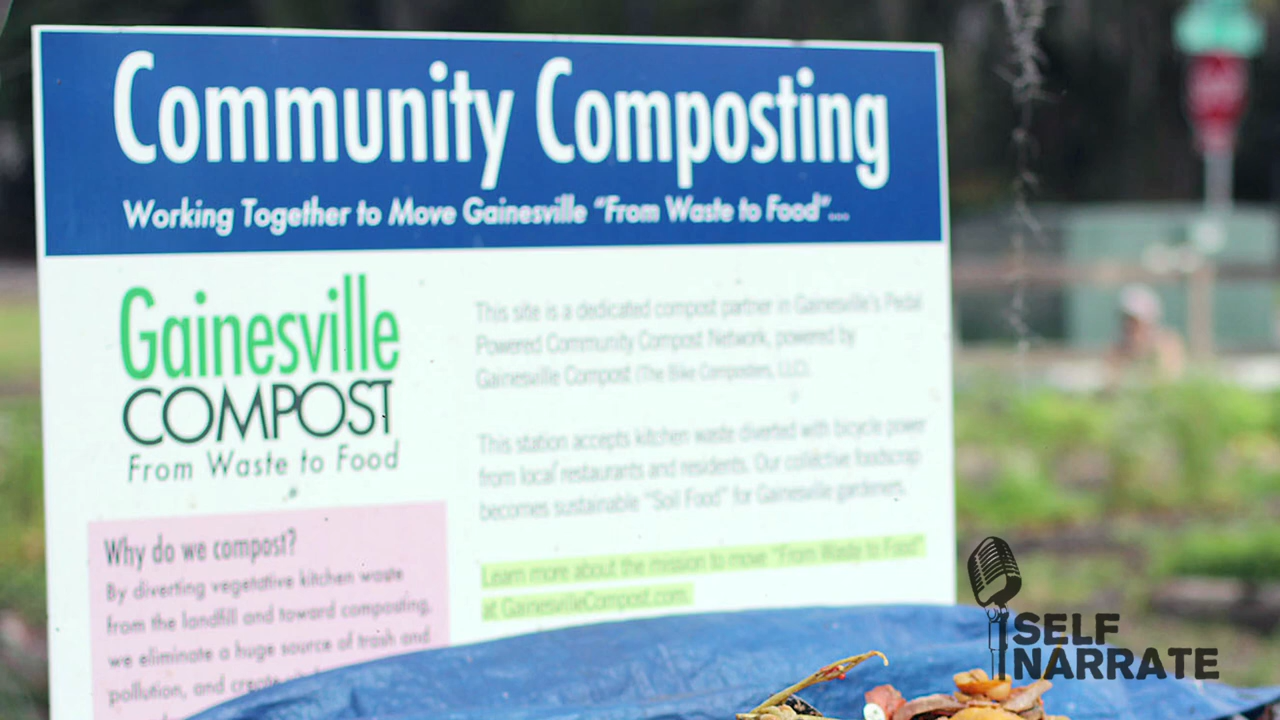 Community Composting
Working Together to Move Gainesville "From Waste to Food"...
Gainesville
COMPOST
From Waste to Food
This site is a dedicated compost partner in Gainesville's Pedal
Powered Community Compost Network, powered by
Gainesville Compost (The Bike Composters, LLC).
This station accepts kitchen waste diverted with bicycle power
from local restaurants and residents. Our collective foodscrap
becomes sustainable "Soil Food" for Gainesville gardeners.
Learn more about the mission to move "From Waste to Food"
at GainesvilleCompost.com.
Why do we compost?
By diverting vegetative kitchen waste
from the landfill and toward composting,
we eliminate a huge source of trash and
pollution, and create
SELF
NARRATE